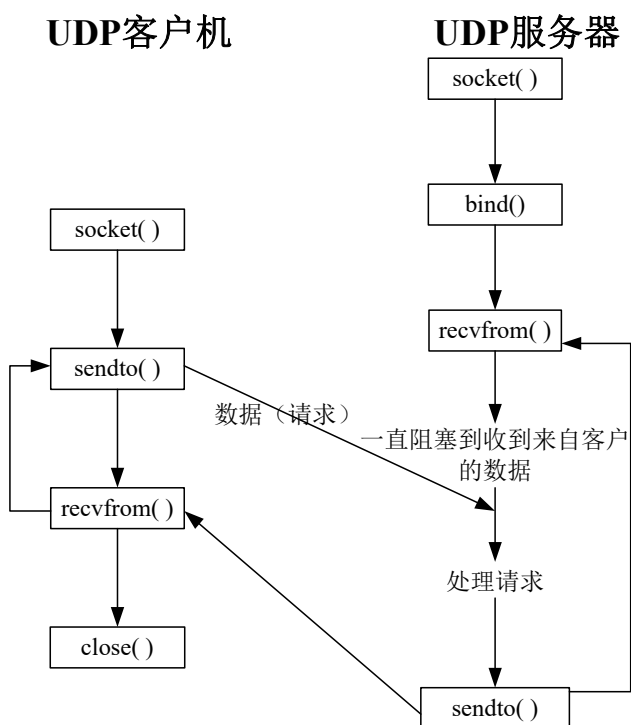 UDP客户机
UDP服务器
socket( )
bind()
socket( )
recvfrom( )
sendto( )
数据（请求）
一直阻塞到收到来自客户
的数据
recvfrom( )
处理请求
close( )
sendto( )